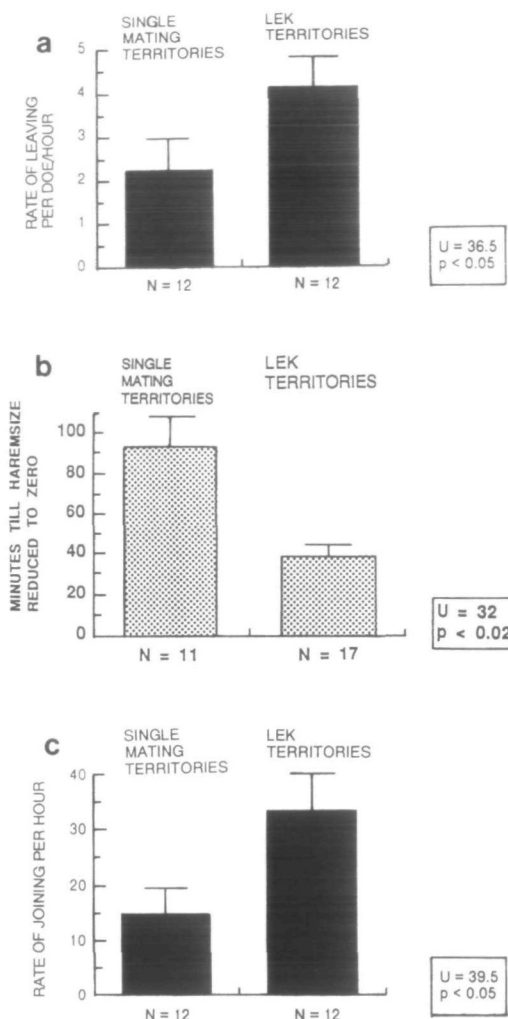 a
SINGLE
MATING
TERRITORIES
LEK
TERRITORIES
RATE OF LEAVING
PER DOE/HOUR
5
4
3
2
1
0
N = 12
N = 12
U = 36.5
p < 0.05
b
SINGLE
MATING
TERRITORIES
LEK
TERRITORIES
MINUTES TILL HAREMSIZE
REDUCED TO ZERO
100
80
60
40
20
0
N = 11
N = 17
U = 32
p < 0.02
c
SINGLE
MATING
TERRITORIES
LEK
TERRITORIES
RATE OF JOINING PER HOUR
40
30
20
10
0
N = 12
N = 12
U = 39.5
p < 0.05